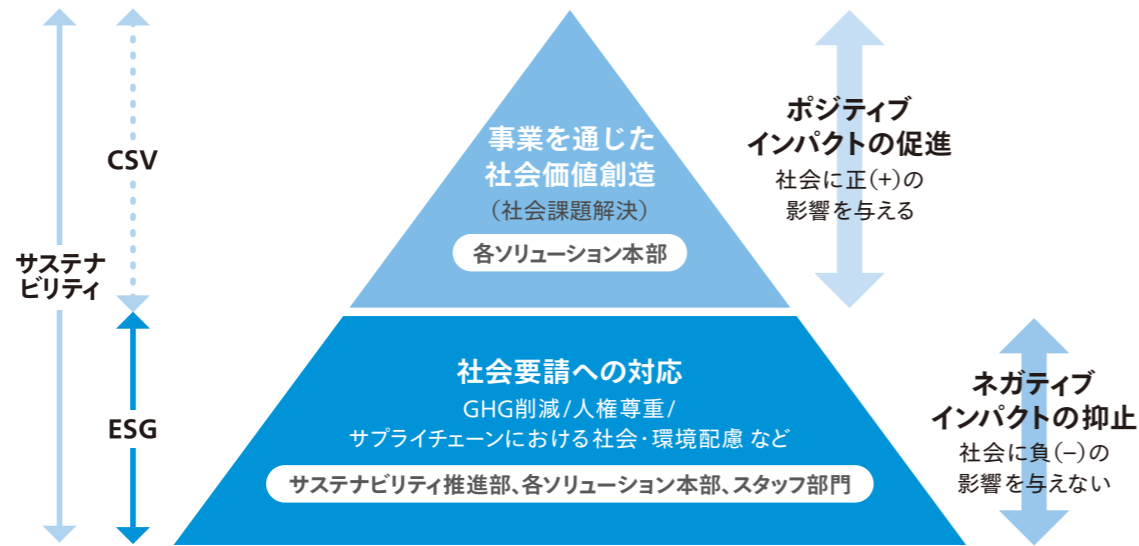 サステナ
ビリティ
CSV
ESG
事業を通じた
社会価値創造
（社会課題解決）
各ソリューション本部
社会要請への対応
GHG削減/人権尊重/
サプライチェーンにおける社会・環境配慮 など
サステナビリティ推進部、各ソリューション本部、スタッフ部門
ポジティブ
インパクトの促進
社会に正(+)の
影響を与える
ネガティブ
インパクトの抑止
社会に負(−)の
影響を与えない